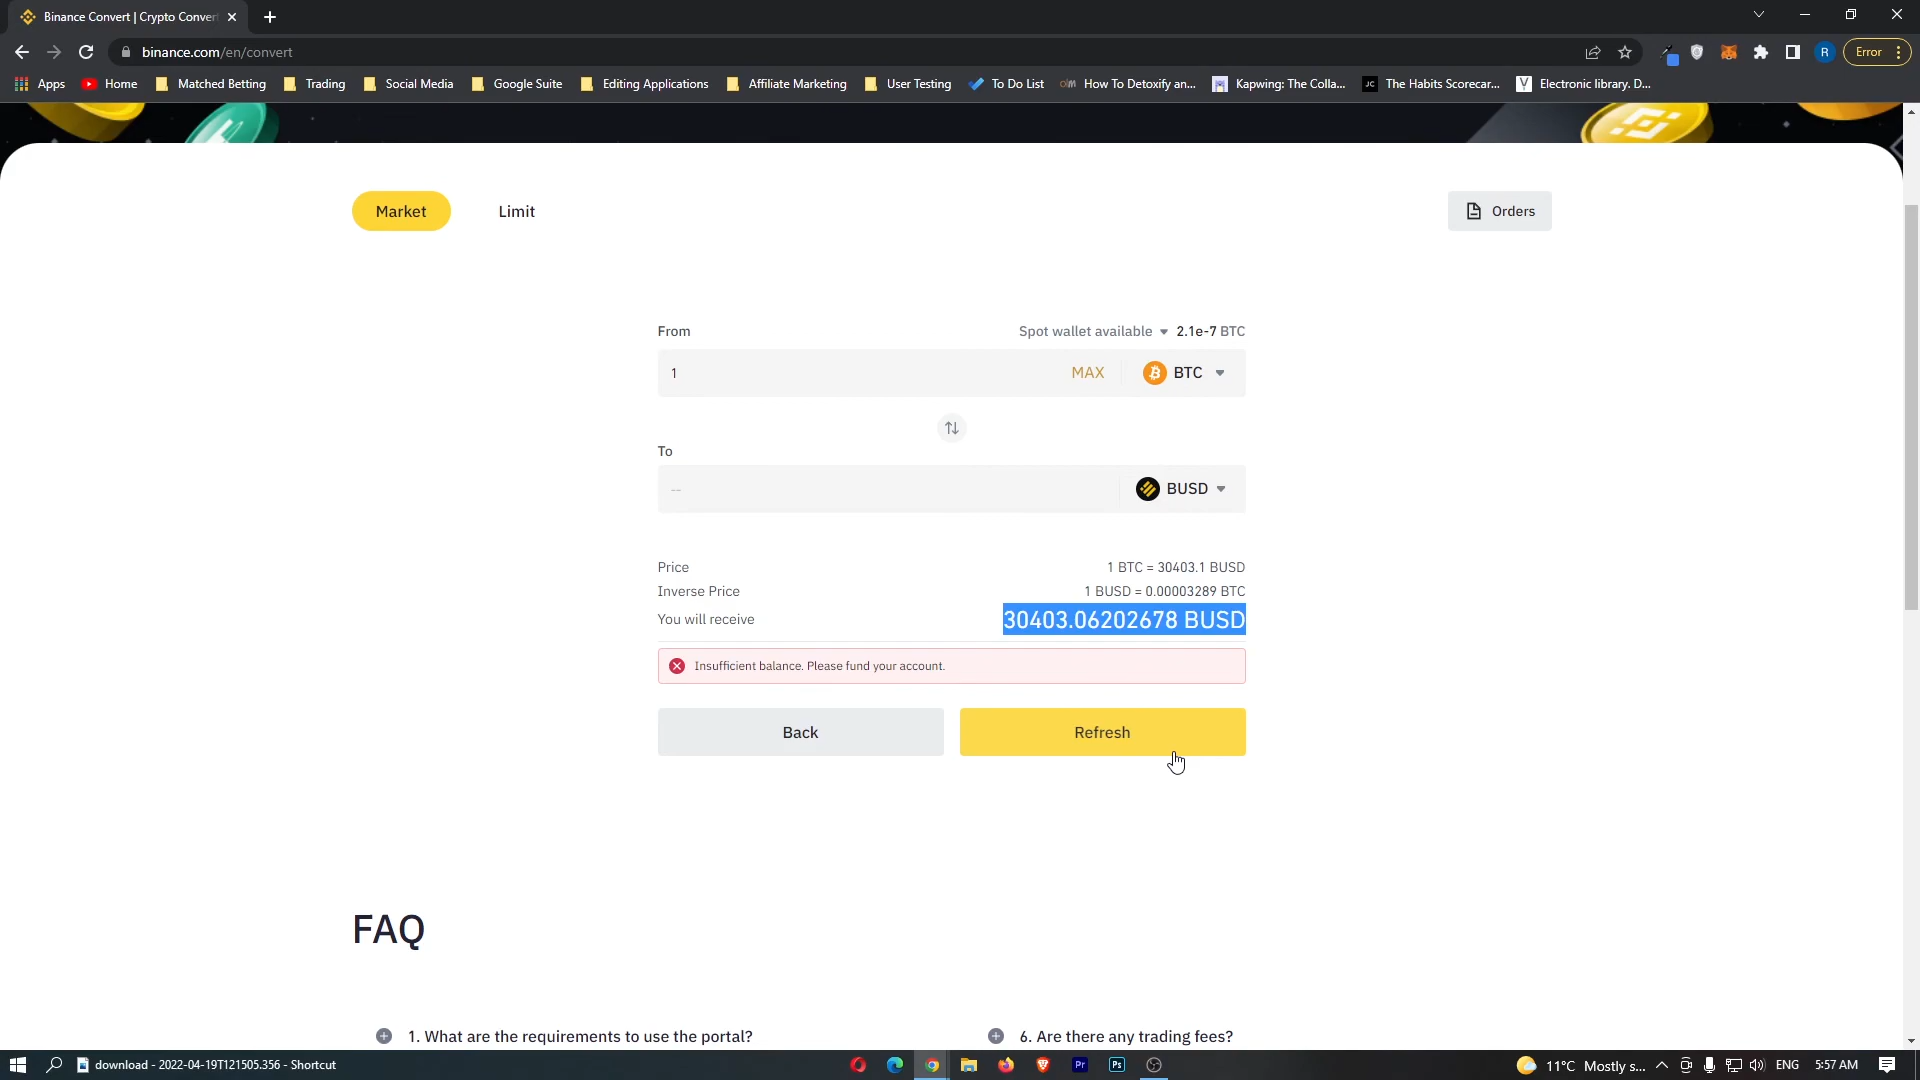 Binance Convert | Crypto Conver
binance.com/en/convert
R
Error
Apps
Home
Matched Betting
Trading
Social Media
Google Suite
Editing Applications
Affiliate Marketing
User Testing
To Do List
How To Detoxify an...
Kapwing: The Colla...
The Habits Scorecar...
Electronic library. D...
Market
Limit
Orders
From
Spot wallet available 2.1e-7 BTC
1
MAX
BTC
To
--
BUSD
Price
1 BTC = 30403.1 BUSD
Inverse Price
1 BUSD = 0.00003289 BTC
You will receive
30403.06202678 BUSD
Insufficient balance. Please fund your account.
Back
Refresh
FAQ
1. What are the requirements to use the portal?
6. Are there any trading fees?
download - 2022-04-19T121505.356 - Shortcut
Pr
Ps
11°C Mostly s...
ENG
5:57 AM